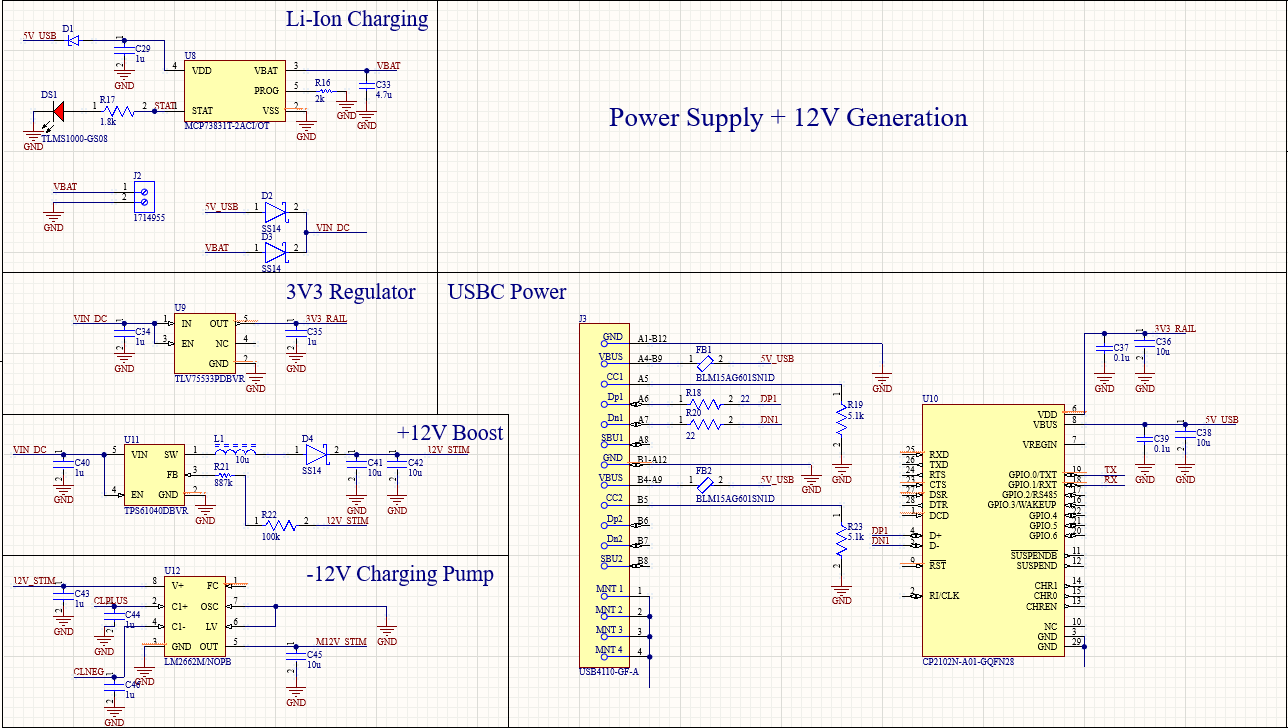 Li-Ion Charging
5V_USB
D1
C29
1u
GND
U8
4 VDD
VBAT 3
PROG 5
STAT
VSS 2
MCP73831T-2ACI/OT
VBAT
R16
2k
GND
C33
4.7u
GND
GND
DS1
TLMS1000-GS08
GND
R17
1 2
1.8k
STAT1
VBAT
J2
1
2
1714955
GND
5V_USB
D2
1 2
SS14
VBAT
D3
1 2
SS14
VIN_DC
Power Supply + 12V Generation
3V3 Regulator
VIN_DC
C34
1u
GND
U9
1 IN
OUT 5
3 EN
NC 4
GND 2
TLV75533PDBVR
GND
3V3_RAIL
C35
1u
GND
+12V Boost
VIN_DC
C40
1u
GND
U11
5 VIN
SW 1
FB 3
4 EN
GND 2
TPS61040DBVR
GND
L1
10u
R21
887k
D4
1 2
SS14
C41
10u
GND
C42
10u
GND
12V_STIM
R22
1 2
100k
12V_STIM
-12V Charging Pump
12V_STIM
C43
1u
GND
CLPLUS
C44
1u
GND
CLNEG
C46
1u
GND
U12
8 V+
FC 1
2 C1+
OSC 7
4 C1-
LV 6
3 GND
OUT 5
LM2662M/NOPB
GND
GND
M12V_STIM
C45
10u
GND
USBC Power
J3
GND A1-B12
VBUS A4-B9
CC1 A5
Dp1 A6
Dn1 A7
SBU1 A8
GND B1-A12
VBUS B4-A9
CC2 B5
Dp2 B6
Dn2 B7
SBU2 B8
MNT 1 1
MNT 2 2
MNT 3 3
MNT 4 4
USB4110-GF-A
FB1
1 2
BLM15AG601SN1D
5V_USB
GND
R18
1 2 22
DP1
R20
1 2
22
DN1
R19
5.1k
GND
GND
FB2
1 2
BLM15AG601SN1D
5V_USB
R23
5.1k
GND
3V3_RAIL
C37
0.1u
GND
C36
10u
GND
5V_USB
C39
0.1u
GND
C38
10u
GND
U10
VDD 6
VBUS 8
VREGIN 7
25 RXD
26 TXD
24 RTS
23 CTS
27 DSR
28 DTR
1 DCD
GPIO.0/TXT 19
GPIO.1/RXT 18
GPIO.2/RS485 17
GPIO.3/WAKEUP 16
GPIO.4 22
GPIO.5 21
GPIO.6 20
TX
RX
DP1
DN1
4 D+
5 D-
9 RST
2 RI/CLK
SUSPENDB 11
SUSPEND 12
CHR1 14
CHR0 15
CHREN 13
NC 10
GND 3
GND 29
CP2102N-A01-GQFN28